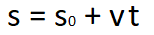 s = s₀ + vt